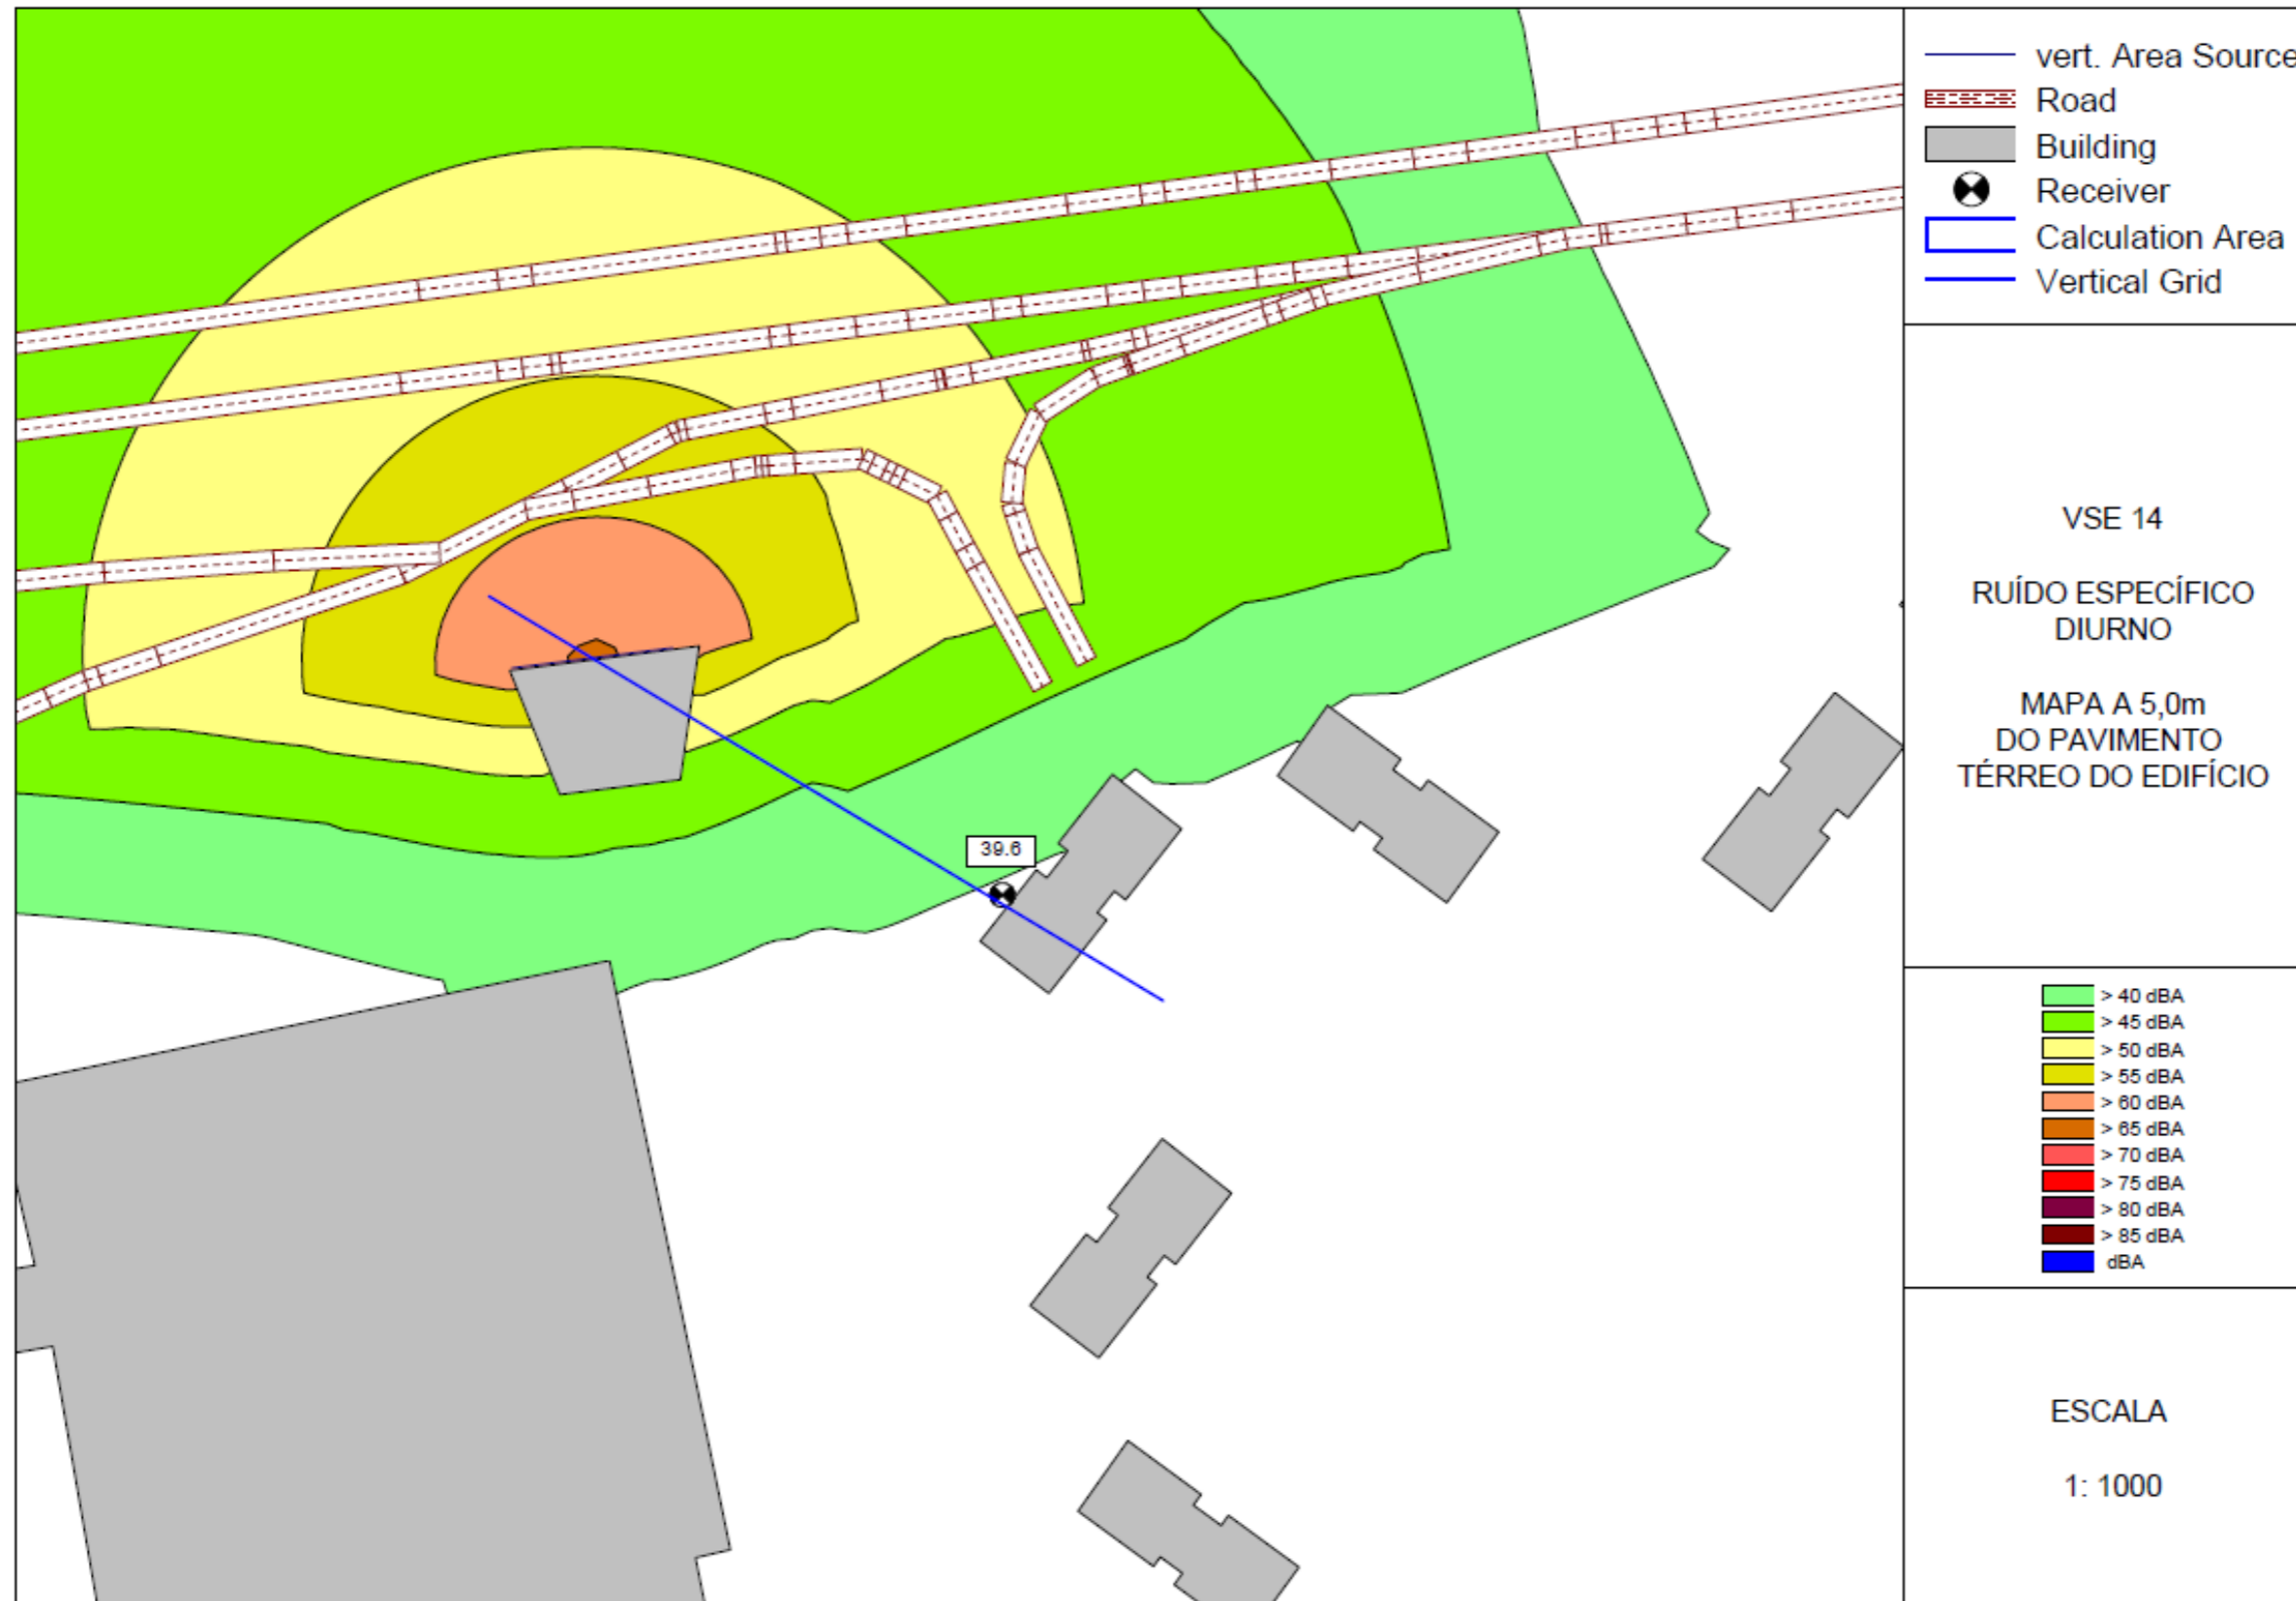 vert. Area Source
Road
Building
Receiver
Calculation Area
Vertical Grid
VSE 14
RUÍDO ESPECÍFICO
DIURNO
MAPA A 5,0m
DO PAVIMENTO
TÉRREO DO EDIFÍCIO
39.6
> 40 dBA
> 45 dBA
> 50 dBA
> 55 dBA
> 60 dBA
> 65 dBA
> 70 dBA
> 75 dBA
> 80 dBA
> 85 dBA
dBA
ESCALA
1: 1000